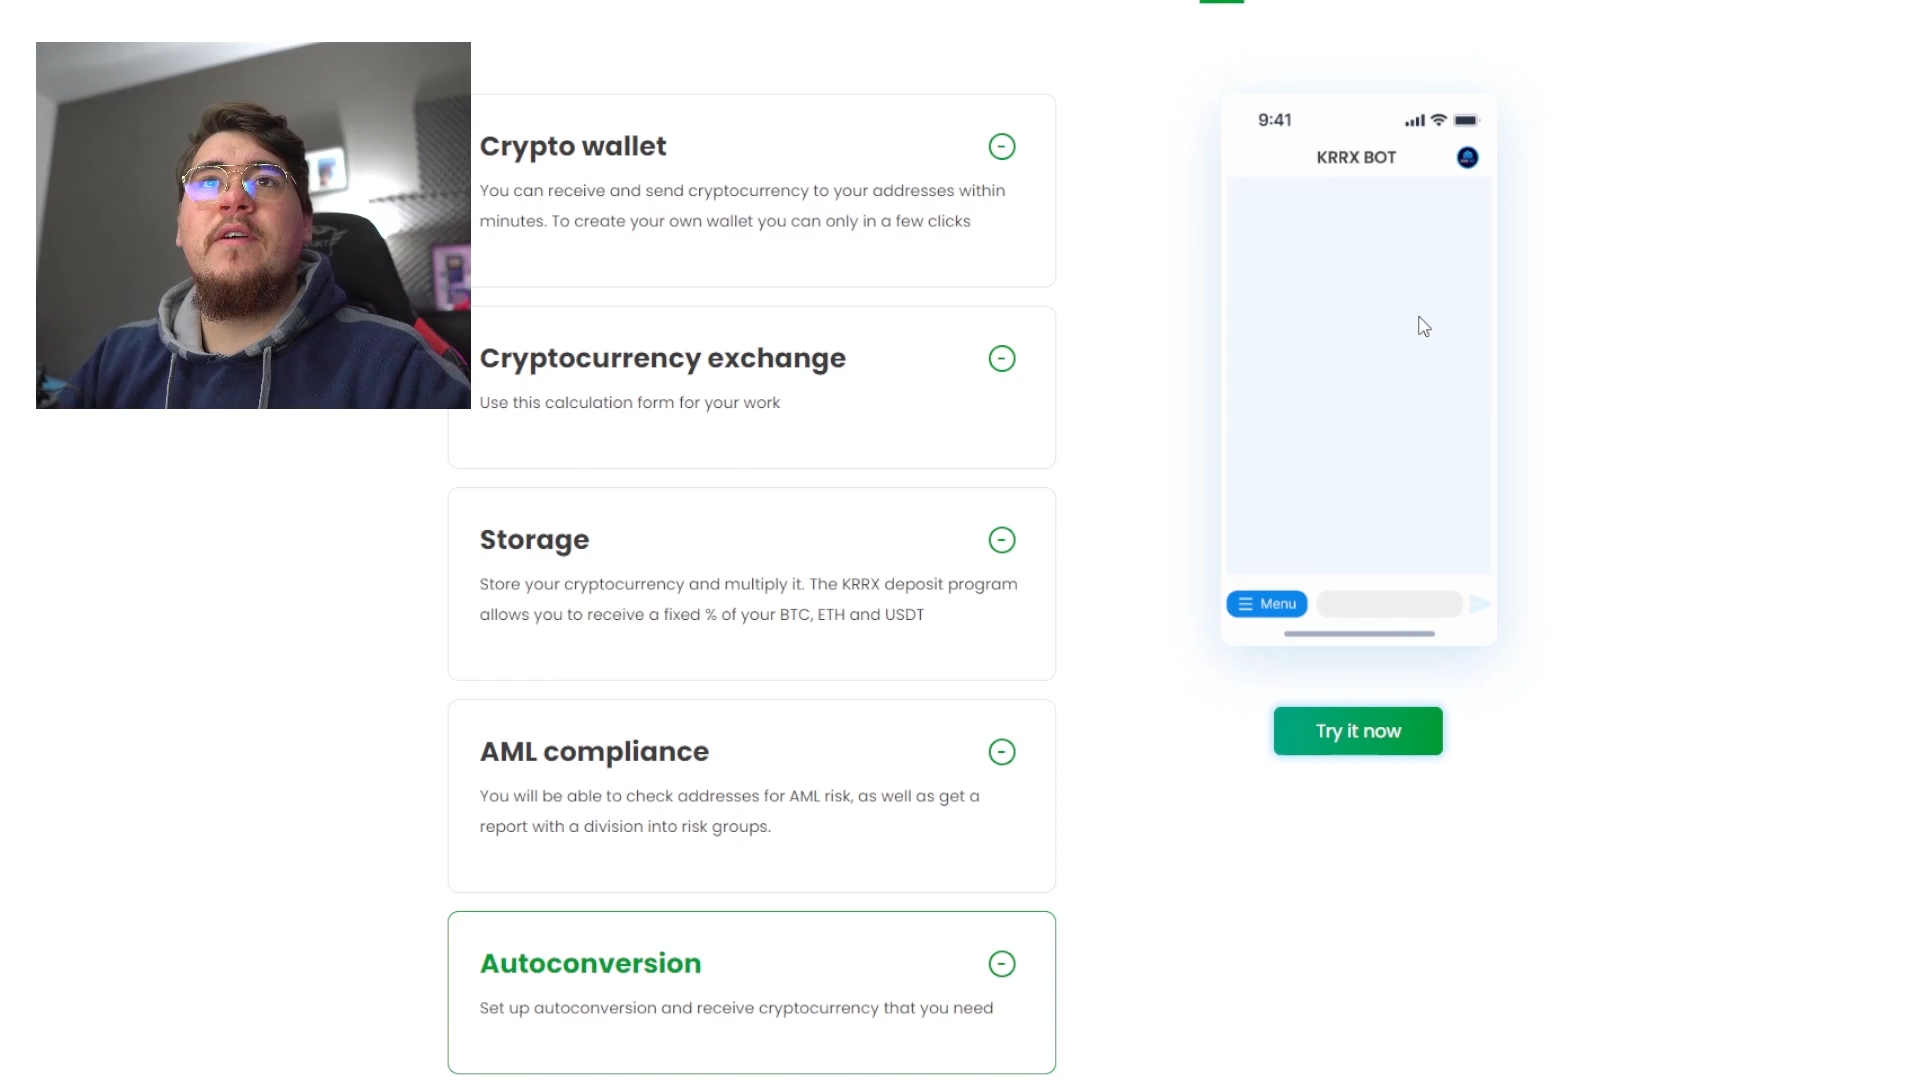 Crypto wallet
You can receive and send cryptocurrency to your addresses within
minutes. To create your own wallet you can only in a few clicks
Cryptocurrency exchange
Use this calculation form for your work
Storage
Store your cryptocurrency and multiply it. The KRRX deposit program
allows you to receive a fixed % of your BTC, ETH and USDT
AML compliance
You will be able to check addresses for AML risk, as well as get a
report with a division into risk groups.
Autoconversion
Set up autoconversion and receive cryptocurrency that you need
9:41
KRRX BOT
Menu
Try it now